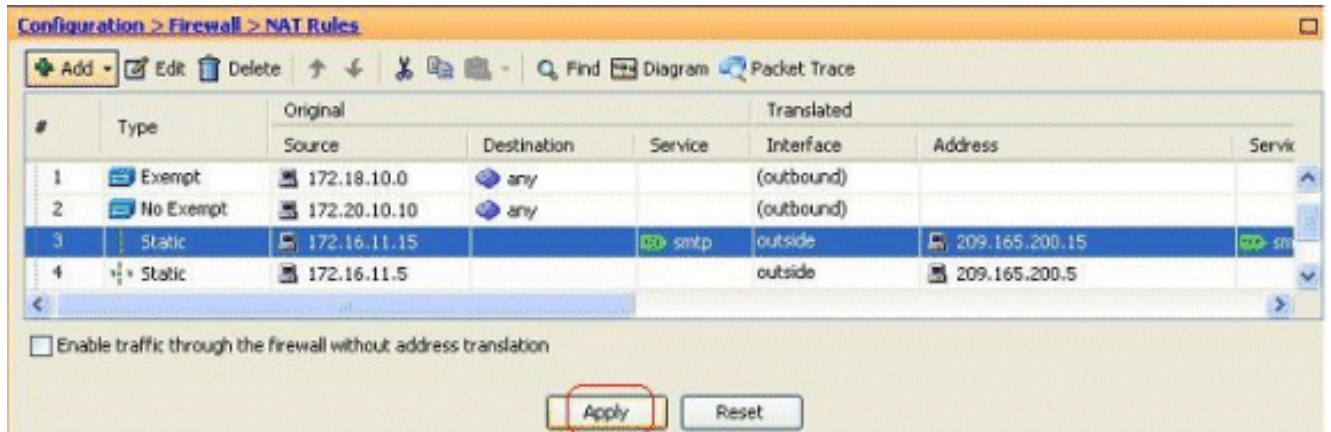 Configuration > Firewall > NAT Rules
Add Edit Delete Find Diagram Packet Trace
# Type Original Translated
Source Destination Service Interface Address Servic
1 Exempt 172.18.10.0 any (outbound)
2 No Exempt 172.20.10.10 any (outbound)
3 Static 172.16.11.15 smtp outside 209.165.200.15 sm
4 Static 172.16.11.5 outside 209.165.200.5
Enable traffic through the firewall without address translation
Apply Reset